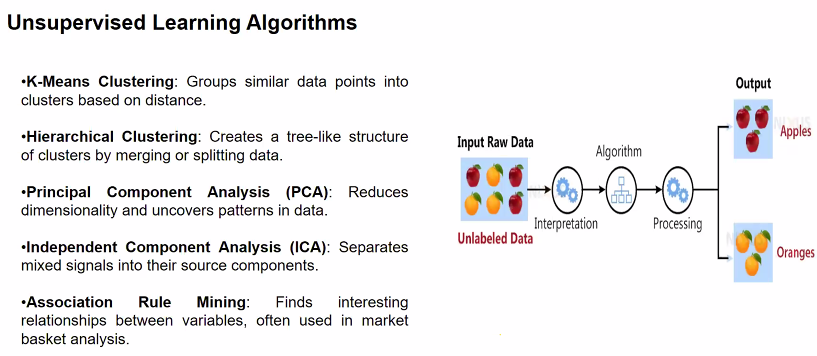 Unsupervised Learning Algorithms
•K-Means Clustering: Groups similar data points into
clusters based on distance.
•Hierarchical Clustering: Creates a tree-like structure
of clusters by merging or splitting data.
•Principal Component Analysis (PCA): Reduces
dimensionality and uncovers patterns in data.
•Independent Component Analysis (ICA): Separates
mixed signals into their source components.
•Association Rule Mining: Finds interesting
relationships between variables, often used in market
basket analysis.
Input Raw Data
Unlabeled Data
Interpretation
Algorithm
Processing
Output
Apples
Oranges